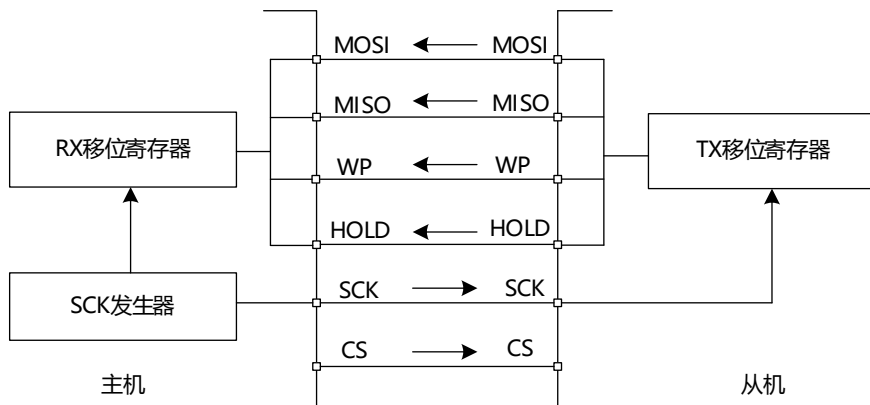 MOSI MOSI
MISO MISO
RX移位寄存器
TX移位寄存器
WP WP
HOLD HOLD
SCK发生器
SCK SCK
CS CS
主机
从机